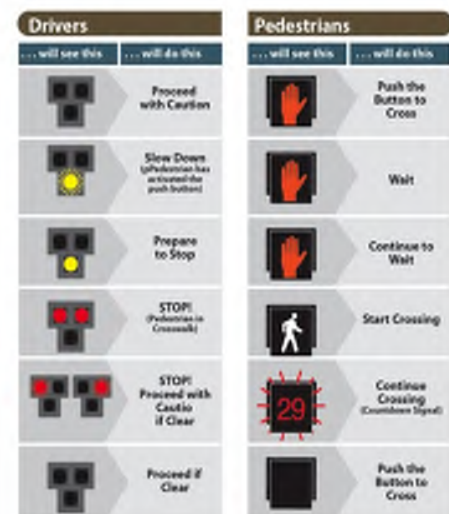 Drivers
Pedestrians
...will see this
...will do this
...will see this
...will do this
Proceed
with Caution
Push the
Button to
Cross
Slow Down
(pPedestrian has
activated the
push button)
Wait
Prepare
to Stop
Continue to
Wait
STOP!
(Pedestrian in
Crosswalk)
Start Crossing
STOP!
Proceed with
Cautio
if Clear
29
Continue
Crossing
(Countdown Signal)
Proceed if
Clear
Push the
Button to
Cross